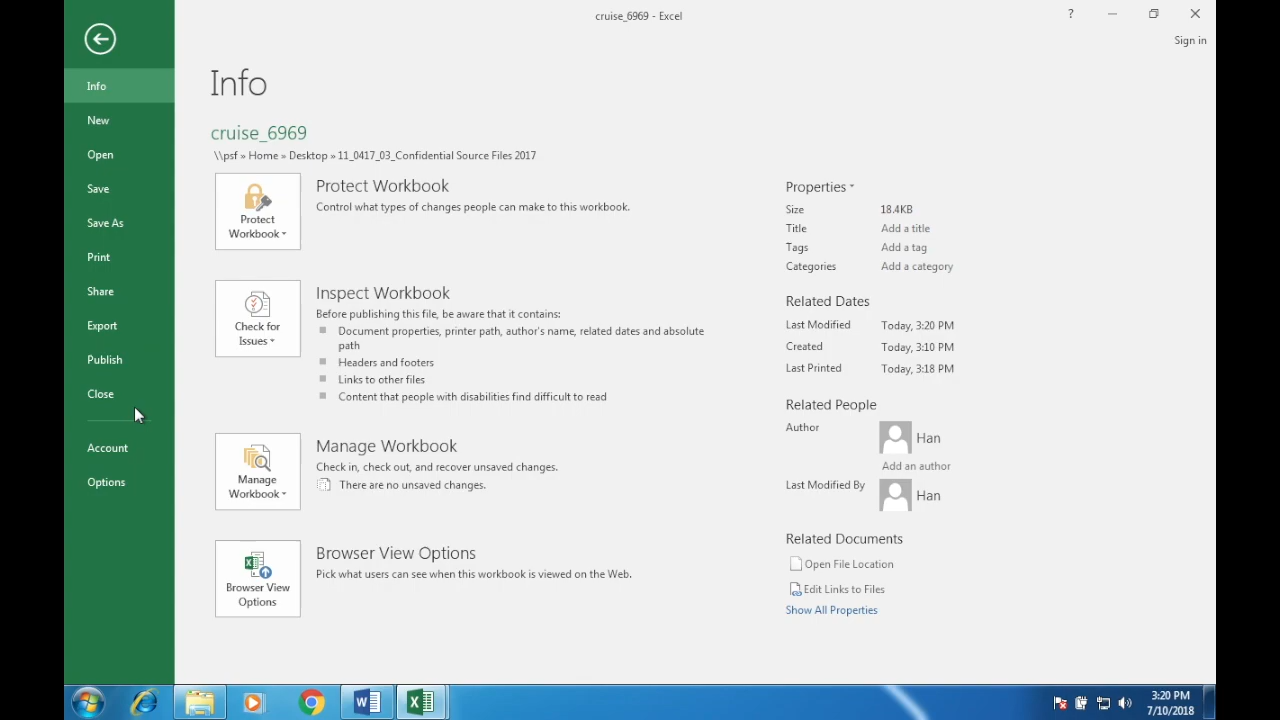 cruise_6969 - Excel
?
Sign in
Info
New
Open
Save
Save As
Print
Share
Export
Publish
Close
Account
Options
Info
cruise_6969
\\psf » Home » Desktop » 11_0417_03_Confidential Source Files 2017
Protect
Workbook
Protect Workbook
Control what types of changes people can make to this workbook.
Check for
Issues
Inspect Workbook
Before publishing this file, be aware that it contains:
Document properties, printer path, author's name, related dates and absolute
path
Headers and footers
Links to other files
Content that people with disabilities find difficult to read
Manage
Workbook
Manage Workbook
Check in, check out, and recover unsaved changes.
There are no unsaved changes.
Browser View
Options
Browser View Options
Pick what users can see when this workbook is viewed on the Web.
Properties
Size 18.4KB
Title Add a title
Tags Add a tag
Categories Add a category
Related Dates
Last Modified Today, 3:20 PM
Created Today, 3:10 PM
Last Printed Today, 3:18 PM
Related People
Author Han
Add an author
Last Modified By Han
Related Documents
Open File Location
Edit Links to Files
Show All Properties
3:20 PM
7/10/2018